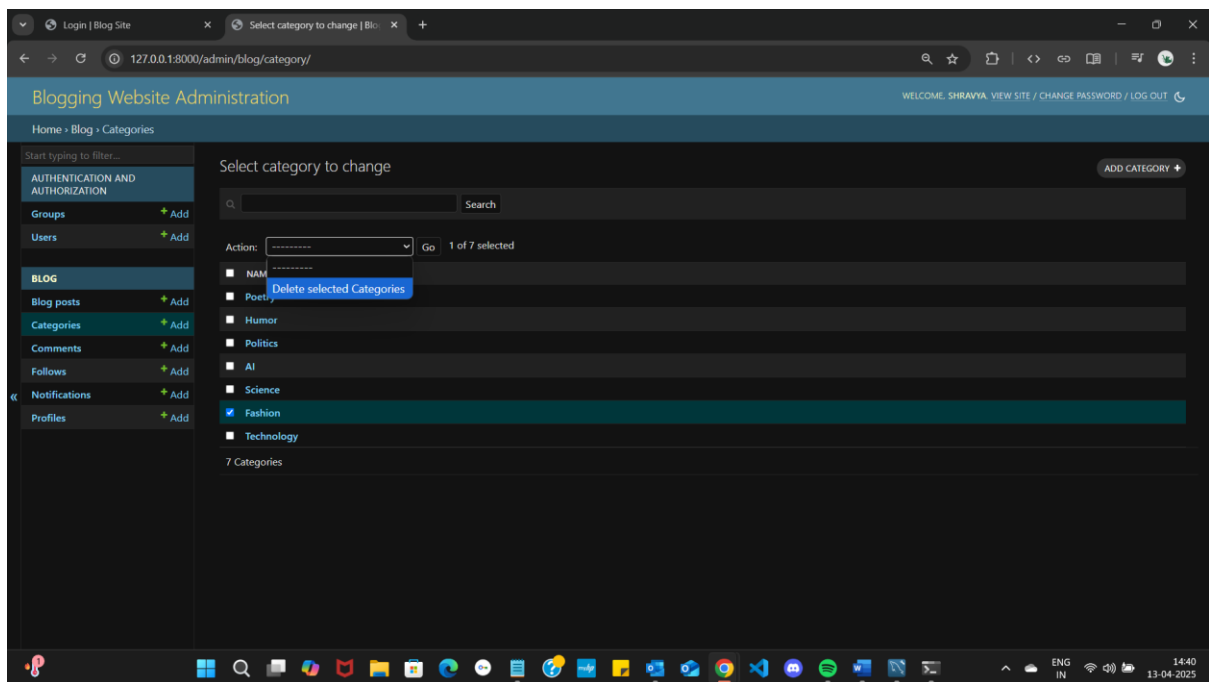 Login | Blog Site
Select category to change | Blo
127.0.0.1:8000/admin/blog/category/
Blogging Website Administration
WELCOME, SHRAVYA. VIEW SITE / CHANGE PASSWORD / LOG OUT
Home › Blog › Categories
Start typing to filter...
AUTHENTICATION AND
AUTHORIZATION
Groups + Add
Users + Add
BLOG
Blog posts + Add
Categories + Add
Comments + Add
Follows + Add
Notifications + Add
Profiles + Add
«
Select category to change
ADD CATEGORY +
Search
Action: --------- Go 1 of 7 selected
---------
Delete selected Categories
NAM
Poetry
Humor
Politics
AI
Science
Fashion
Technology
7 Categories
ENG
IN
14:40
13-04-2025